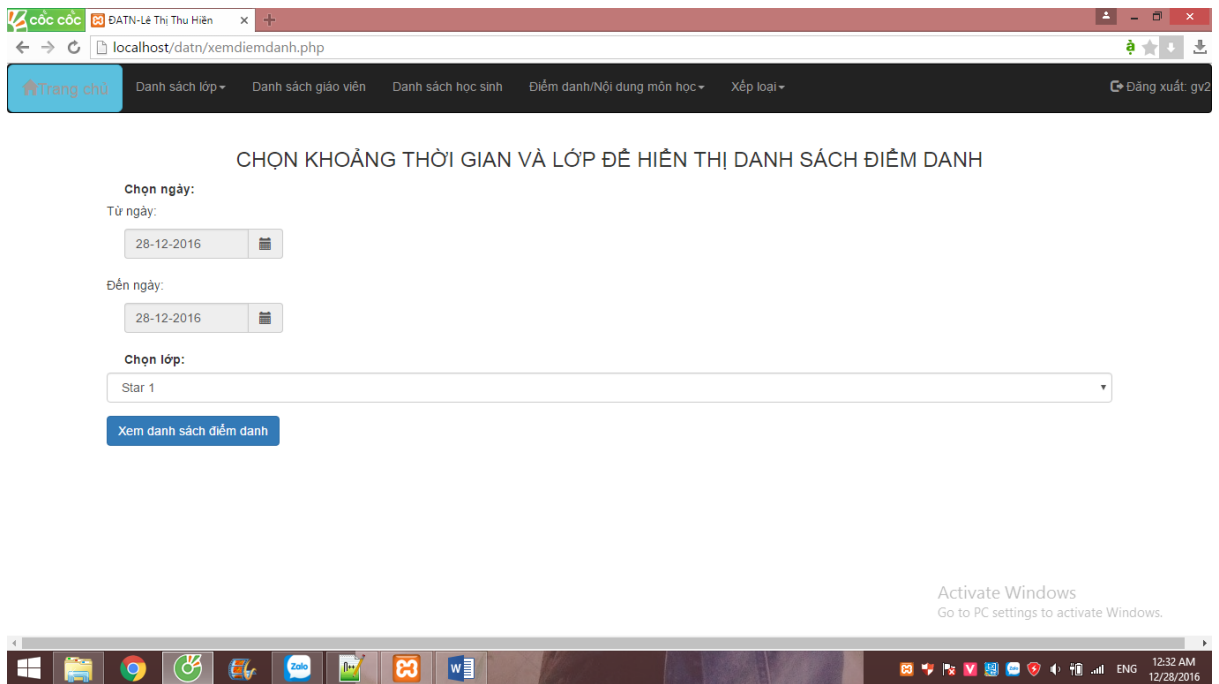 cốc cốc ĐATN-Lê Thị Thu Hiền
localhost/datn/xemdiemdanh.php
Trang chủ Danh sách lớp Danh sách giáo viên Danh sách học sinh Điểm danh/Nội dung môn học Xếp loại Đăng xuất: gv2
CHỌN KHOẢNG THỜI GIAN VÀ LỚP ĐỂ HIỂN THỊ DANH SÁCH ĐIỂM DANH
Chọn ngày:
Từ ngày:
28-12-2016
Đến ngày:
28-12-2016
Chọn lớp:
Star 1
Xem danh sách điểm danh
Activate Windows
Go to PC settings to activate Windows.
Zalo
ENG 12:32 AM
12/28/2016